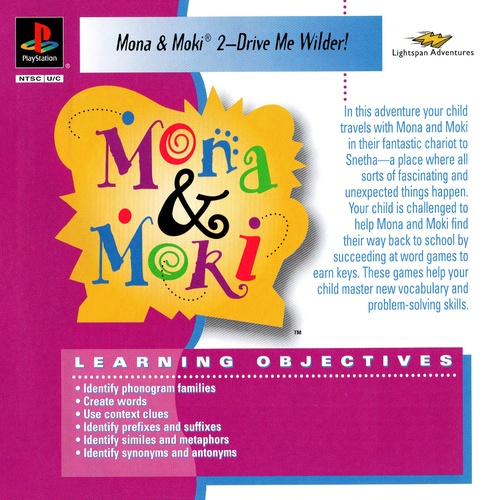 PlayStation
NTSC U/C
Mona & Moki® 2–Drive Me Wilder!
Lightspan Adventures
Mona
&
Moki
™
In this adventure your child
travels with Mona and Moki
in their fantastic chariot to
Snetha—a place where all
sorts of fascinating and
unexpected things happen.
Your child is challenged to
help Mona and Moki find
their way back to school by
succeeding at word games to
earn keys. These games help your
child master new vocabulary and
problem-solving skills.
LEARNING OBJECTIVES
• Identify phonogram families
• Create words
• Use context clues
• Identify prefixes and suffixes
• Identify similes and metaphors
• Identify synonyms and antonyms